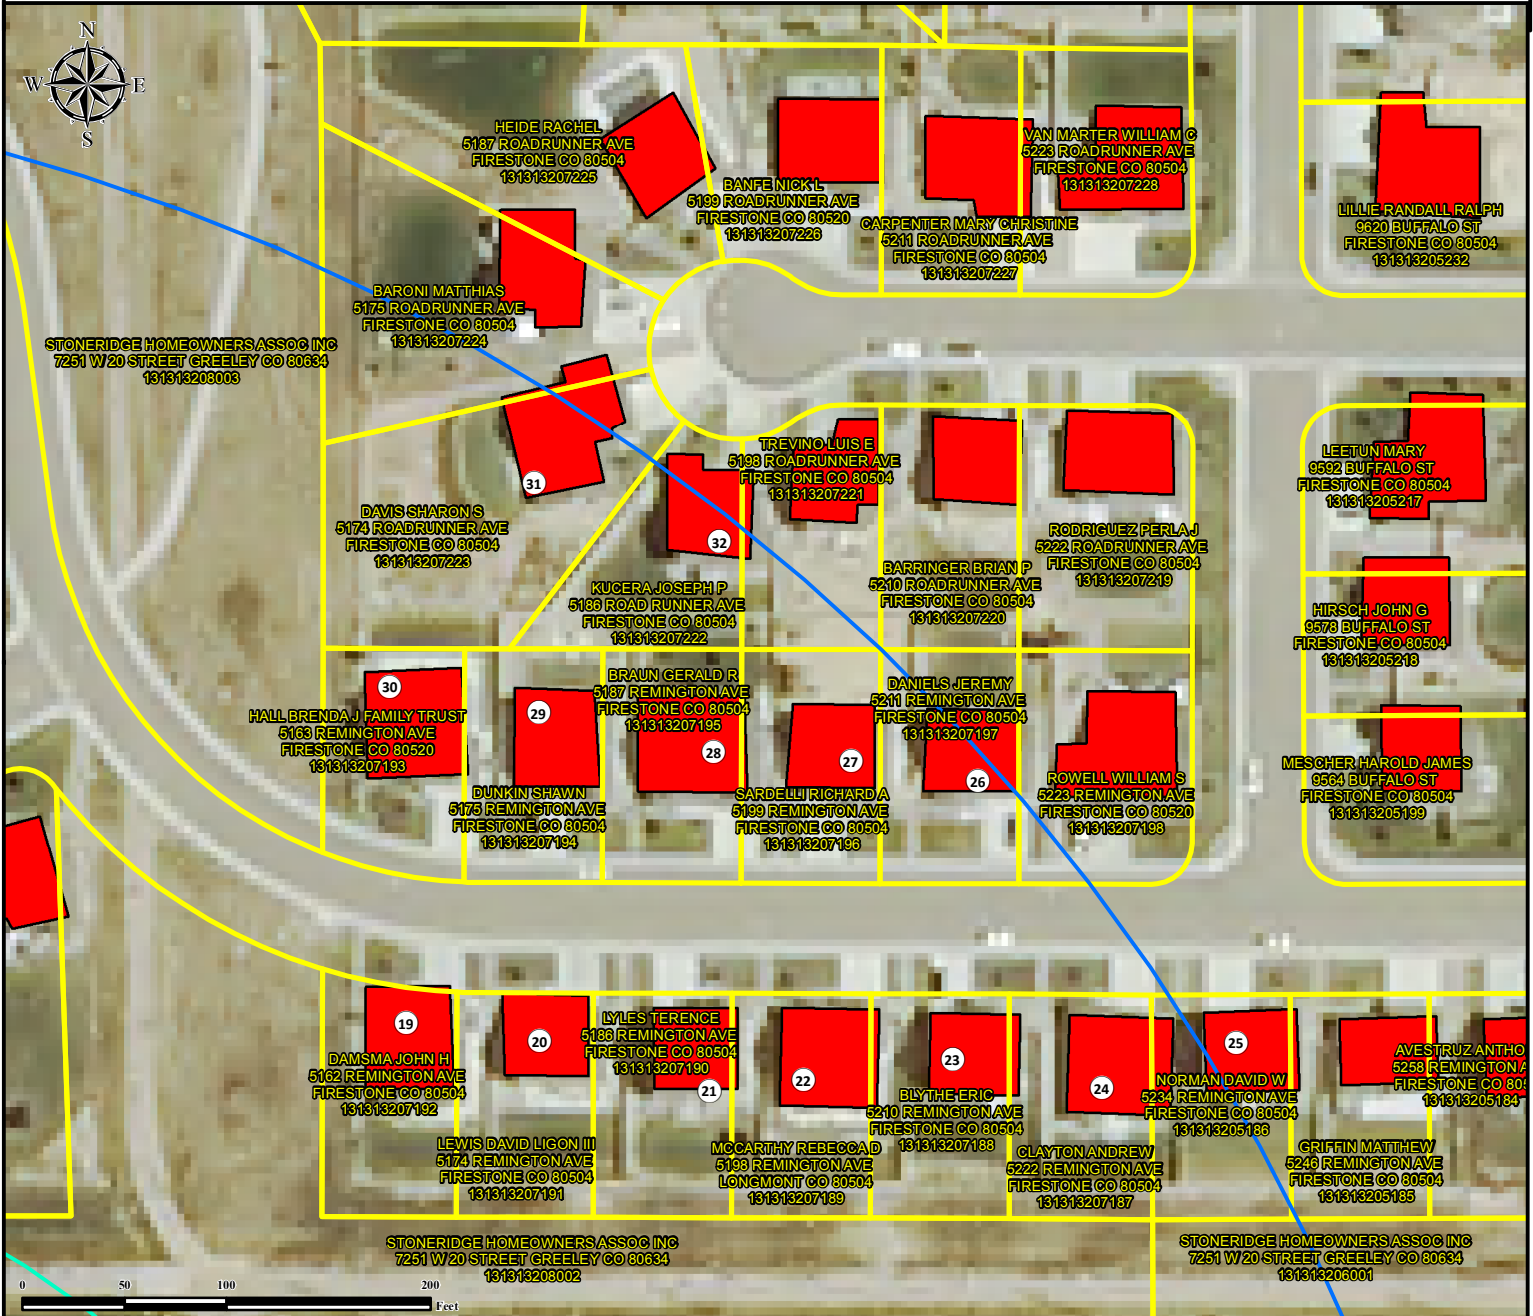 N
W E
S
HEIDE RACHEL
5187 ROADRUNNER AVE
FIRESTONE CO 80504
131313207225
BANFE NICK L
5199 ROADRUNNER AVE
FIRESTONE CO 80520
131313207226
CARPENTER MARY CHRISTINE
5211 ROADRUNNER AVE
FIRESTONE CO 80504
131313207227
VAN MARTER WILLIAM C
5223 ROADRUNNER AVE
FIRESTONE CO 80504
131313207228
LILLIE RANDALL RALPH
9620 BUFFALO ST
FIRESTONE CO 80504
131313205232
BARONI MATTHIAS
5175 ROADRUNNER AVE
FIRESTONE CO 80504
131313207224
STONERIDGE HOMEOWNERS ASSOC INC
7251 W 20 STREET GREELEY CO 80634
131313208003
31
DAVIS SHARON S
5174 ROADRUNNER AVE
FIRESTONE CO 80504
131313207223
32
KUCERA JOSEPH P
5186 ROAD RUNNER AVE
FIRESTONE CO 80504
131313207222
TREVINO LUIS E
5198 ROADRUNNER AVE
FIRESTONE CO 80504
131313207221
BARRINGER BRIAN P
5210 ROADRUNNER AVE
FIRESTONE CO 80504
131313207220
RODRIGUEZ PERLA J
5222 ROADRUNNER AVE
FIRESTONE CO 80504
131313207219
LEETUN MARY
9592 BUFFALO ST
FIRESTONE CO 80504
131313205217
HIRSCH JOHN G
9578 BUFFALO ST
FIRESTONE CO 80504
131313205218
MESCHER HAROLD JAMES
9564 BUFFALO ST
FIRESTONE CO 80504
131313205199
30
HALL BRENDA J FAMILY TRUST
5163 REMINGTON AVE
FIRESTONE CO 80520
131313207193
29
DUNKIN SHAWN
5175 REMINGTON AVE
FIRESTONE CO 80504
131313207194
BRAUN GERALD R
5187 REMINGTON AVE
FIRESTONE CO 80504
131313207195
28
27
SARDELLI RICHARD A
5199 REMINGTON AVE
FIRESTONE CO 80504
131313207196
DANIELS JEREMY
5211 REMINGTON AVE
FIRESTONE CO 80504
131313207197
26
ROWELL WILLIAM S
5223 REMINGTON AVE
FIRESTONE CO 80520
131313207198
19
DAMSMA JOHN H
5162 REMINGTON AVE
FIRESTONE CO 80504
131313207192
20
LEWIS DAVID LIGON III
5174 REMINGTON AVE
FIRESTONE CO 80504
131313207191
LYLES TERENCE
5186 REMINGTON AVE
FIRESTONE CO 80504
131313207190
21
22
MCCARTHY REBECCA D
5198 REMINGTON AVE
LONGMONT CO 80504
131313207189
23
BLYTHE ERIC
5210 REMINGTON AVE
FIRESTONE CO 80504
131313207188
24
CLAYTON ANDREW
5222 REMINGTON AVE
FIRESTONE CO 80504
131313207187
25
NORMAN DAVID W
5234 REMINGTON AVE
FIRESTONE CO 80504
131313205186
GRIFFIN MATTHEW
5246 REMINGTON AVE
FIRESTONE CO 80504
131313205185
AVESTRUZ ANTHO
5258 REMINGTON A
FIRESTONE CO 805
131313205184
STONERIDGE HOMEOWNERS ASSOC INC
7251 W 20 STREET GREELEY CO 80634
131313208002
STONERIDGE HOMEOWNERS ASSOC INC
7251 W 20 STREET GREELEY CO 80634
131313206001
0 50 100 200
Feet